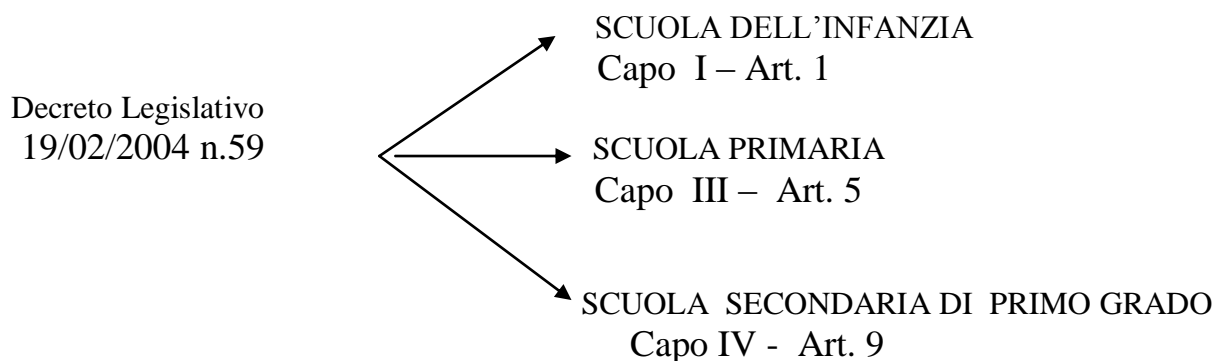 Decreto Legislativo
19/02/2004 n.59
SCUOLA DELL’INFANZIA
Capo I – Art. 1
SCUOLA PRIMARIA
Capo III – Art. 5
SCUOLA SECONDARIA DI PRIMO GRADO
Capo IV - Art. 9